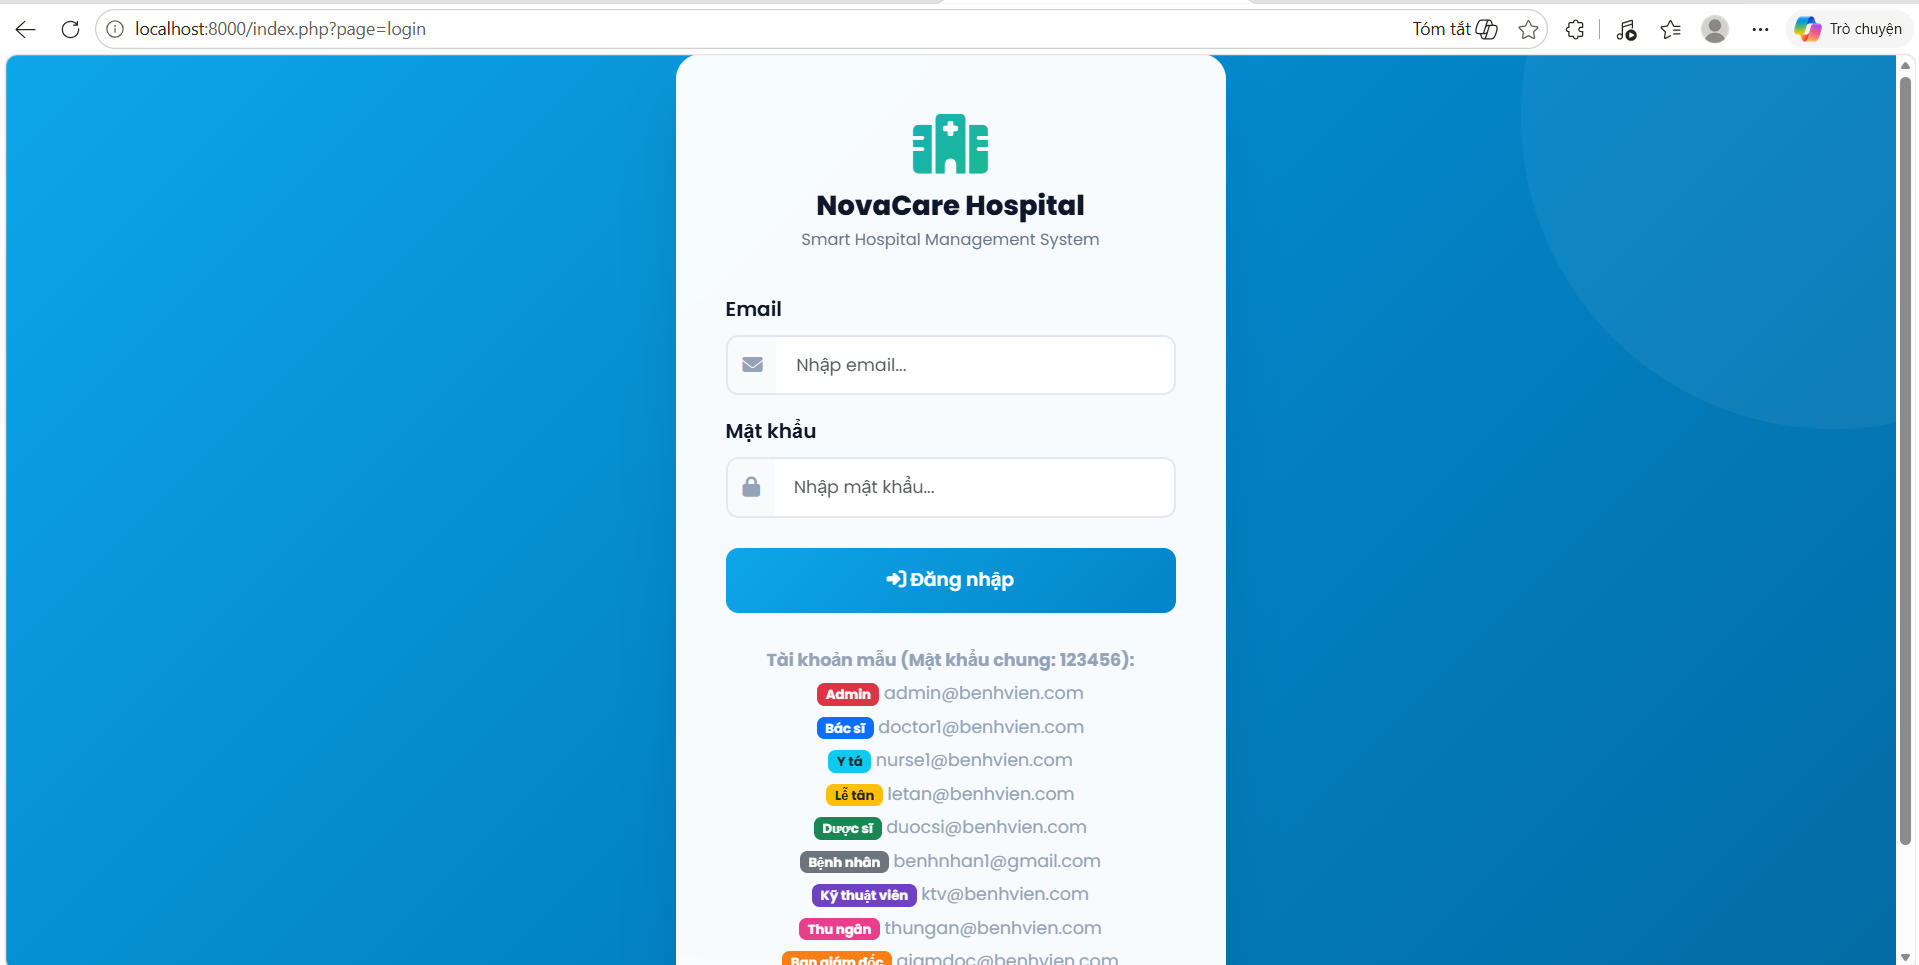 localhost:8000/index.php?page=login
Tóm tắt
Trò chuyện
NovaCare Hospital
Smart Hospital Management System
Email
Nhập email...
Mật khẩu
Nhập mật khẩu...
Đăng nhập
Tài khoản mẫu (Mật khẩu chung: 123456):
Admin admin@benhvien.com
Bác sĩ doctor1@benhvien.com
Y tá nurse1@benhvien.com
Lễ tân letan@benhvien.com
Dược sĩ duocsi@benhvien.com
Bệnh nhân benhnhan1@gmail.com
Kỹ thuật viên ktv@benhvien.com
Thu ngân thungan@benhvien.com
Ban giám đốc giamdoc@benhvien.com